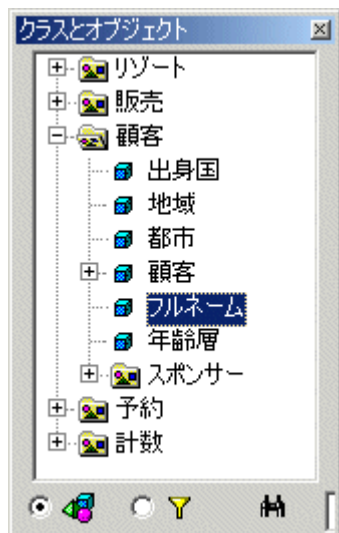 クラスとオブジェクト
リゾート
販売
顧客
出身国
地域
都市
顧客
フルネーム
年齢層
スポンサー
予約
計数